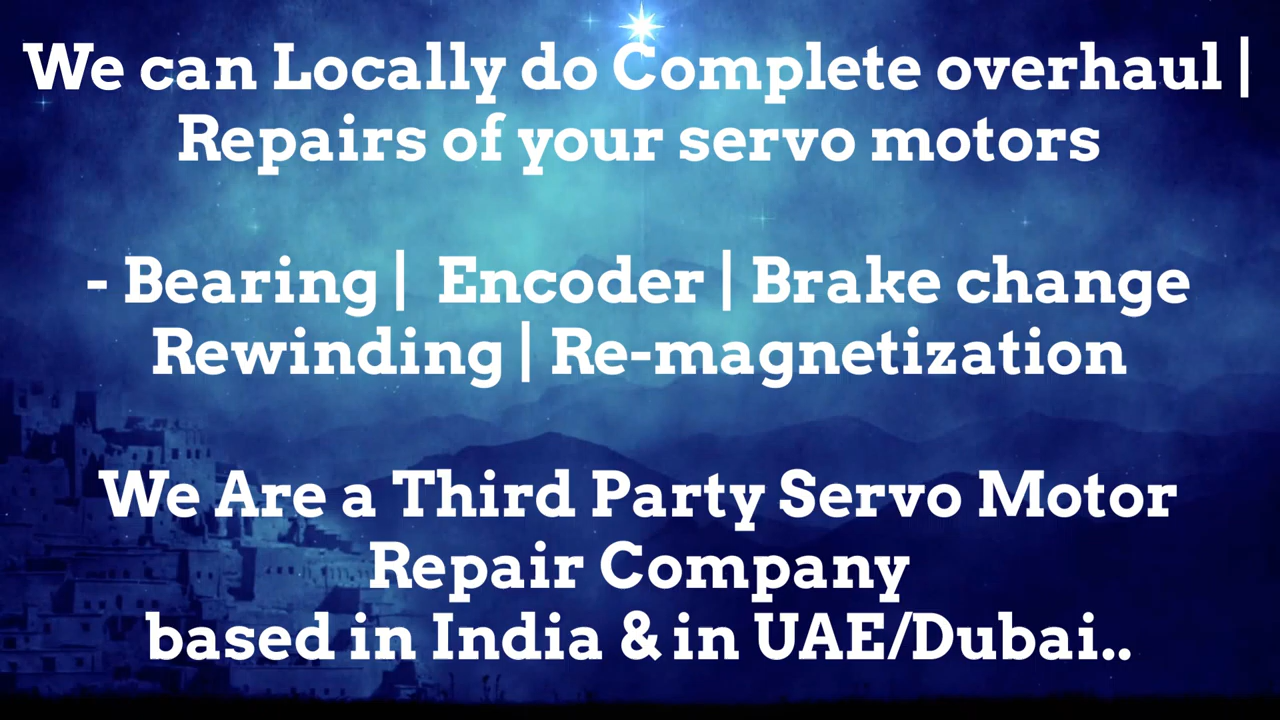 We can Locally do Complete overhaul |
Repairs of your servo motors
- Bearing | Encoder | Brake change
Rewinding | Re-magnetization
We Are a Third Party Servo Motor
Repair Company
based in India & in UAE/Dubai..